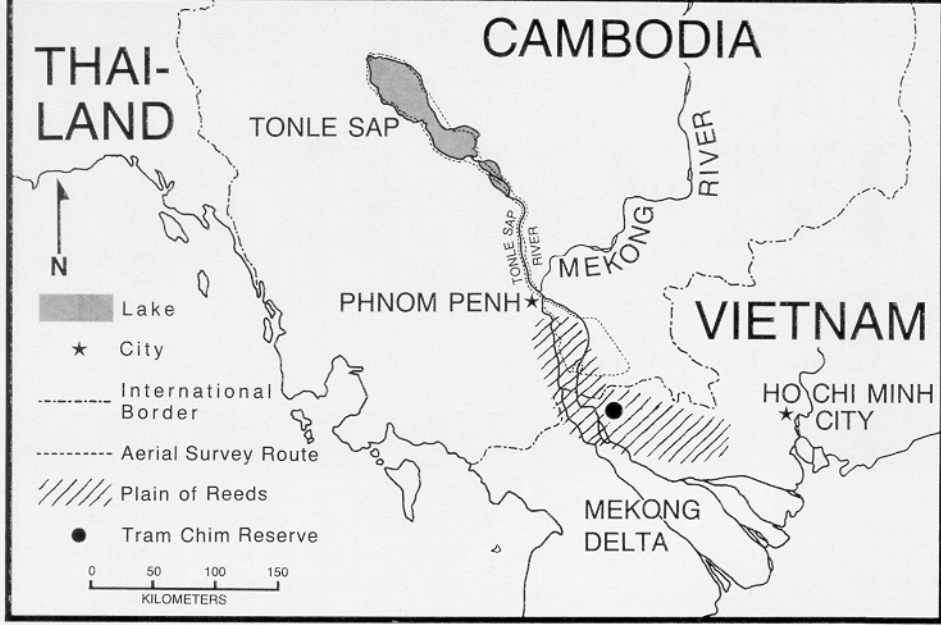 CAMBODIA
THAI-
LAND
TONLE SAP
RIVER
MEKONG
TONLE SAP
RIVER
N
PHNOM PENH
VIETNAM
HO CHI MINH
CITY
MEKONG
DELTA
Lake
City
International
Border
Aerial Survey Route
Plain of Reeds
Tram Chim Reserve
0 50 100 150
KILOMETERS